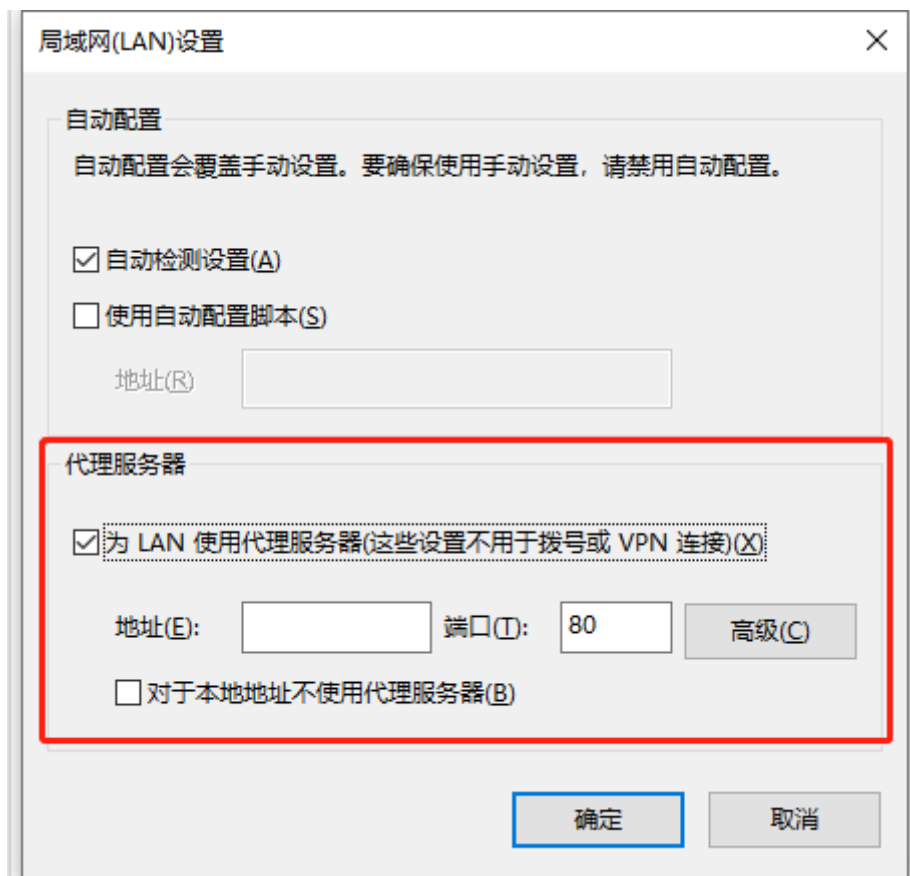 局域网(LAN)设置
自动配置
自动配置会覆盖手动设置。要确保使用手动设置，请禁用自动配置。
自动检测设置(A)
使用自动配置脚本(S)
地址(R)
代理服务器
为 LAN 使用代理服务器(这些设置不用于拨号或 VPN 连接)(X)
地址(E): 端口(T): 80 高级(C)
对于本地地址不使用代理服务器(B)
确定 取消